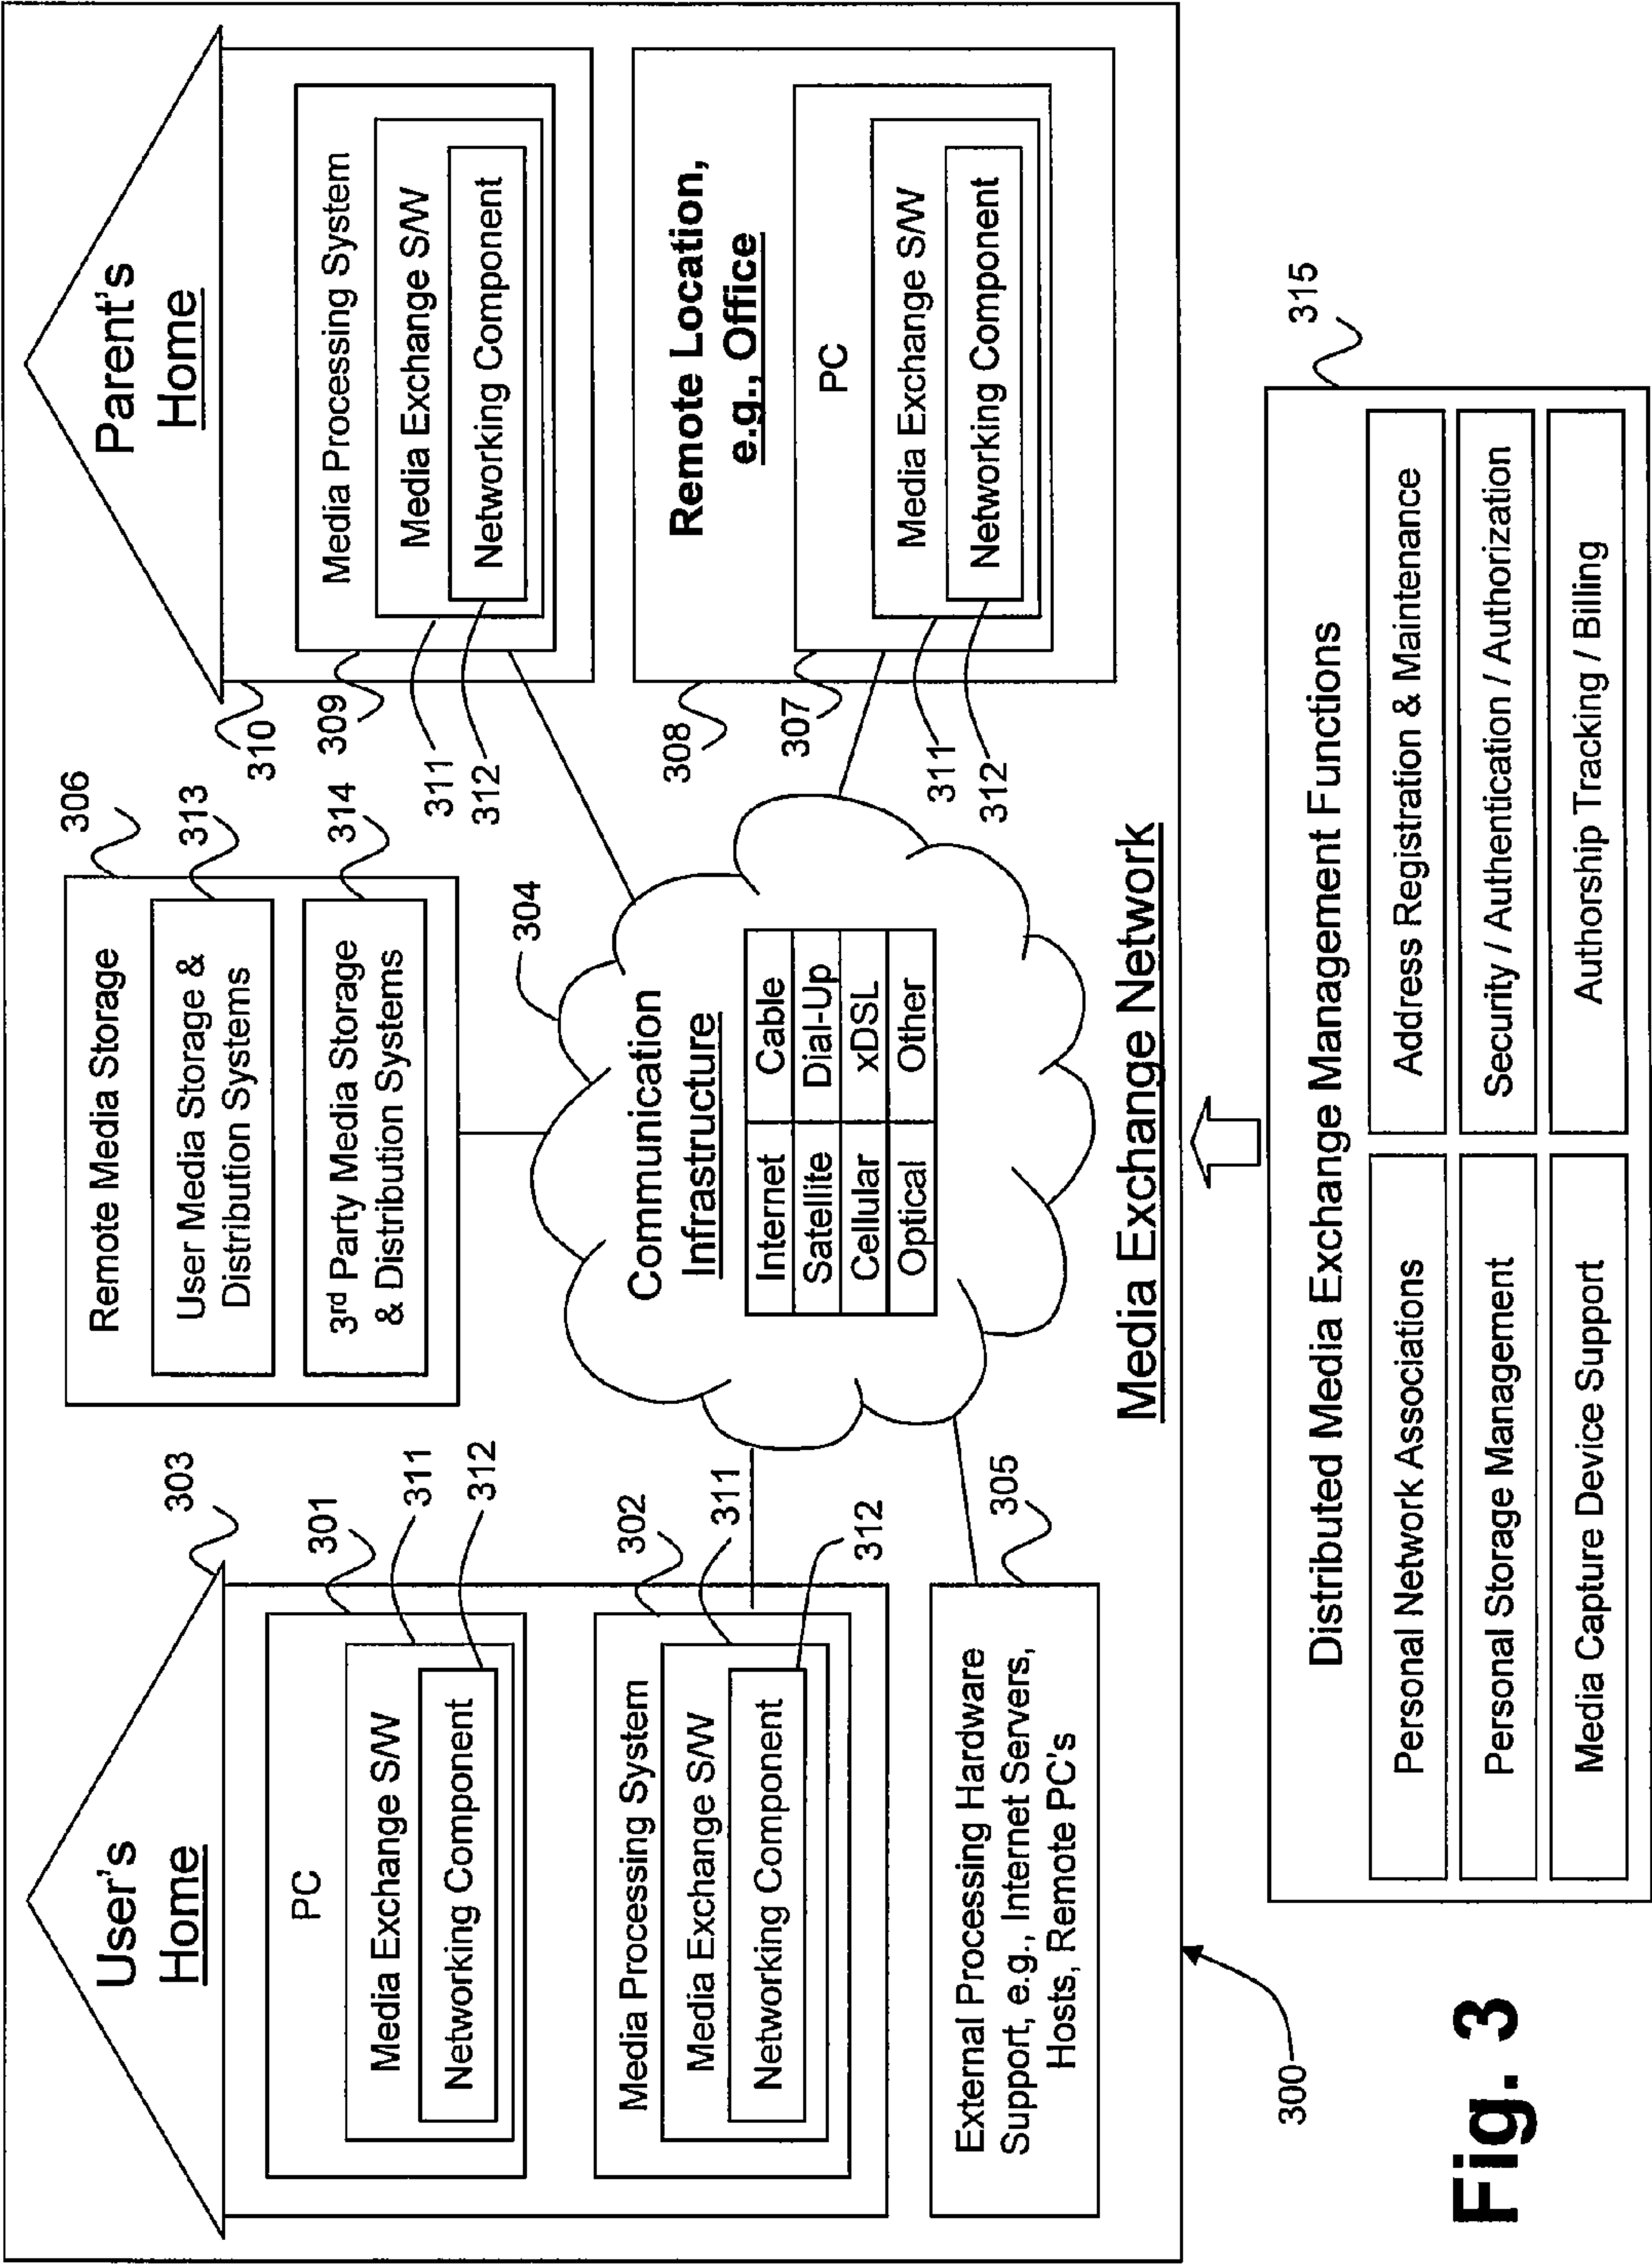 User's
Home
303
PC
301
Media Exchange S/W
311
Networking Component
312
Media Processing System
302
Media Exchange S/W
311
Networking Component
312
External Processing Hardware
Support, e.g., Internet Servers,
Hosts, Remote PC's
305
Remote Media Storage
306
User Media Storage &
Distribution Systems
313
3rd Party Media Storage
& Distribution Systems
314
304
Communication
Infrastructure
Internet Cable
Satellite Dial-Up
Cellular xDSL
Optical Other
Parent's
Home
310
Media Processing System
309
Media Exchange S/W
311
Networking Component
312
Remote Location,
e.g., Office
308
PC
307
Media Exchange S/W
311
Networking Component
312
Media Exchange Network
300
Distributed Media Exchange Management Functions
315
Personal Network Associations
Address Registration & Maintenance
Personal Storage Management
Security / Authentication / Authorization
Media Capture Device Support
Authorship Tracking / Billing
Fig. 3